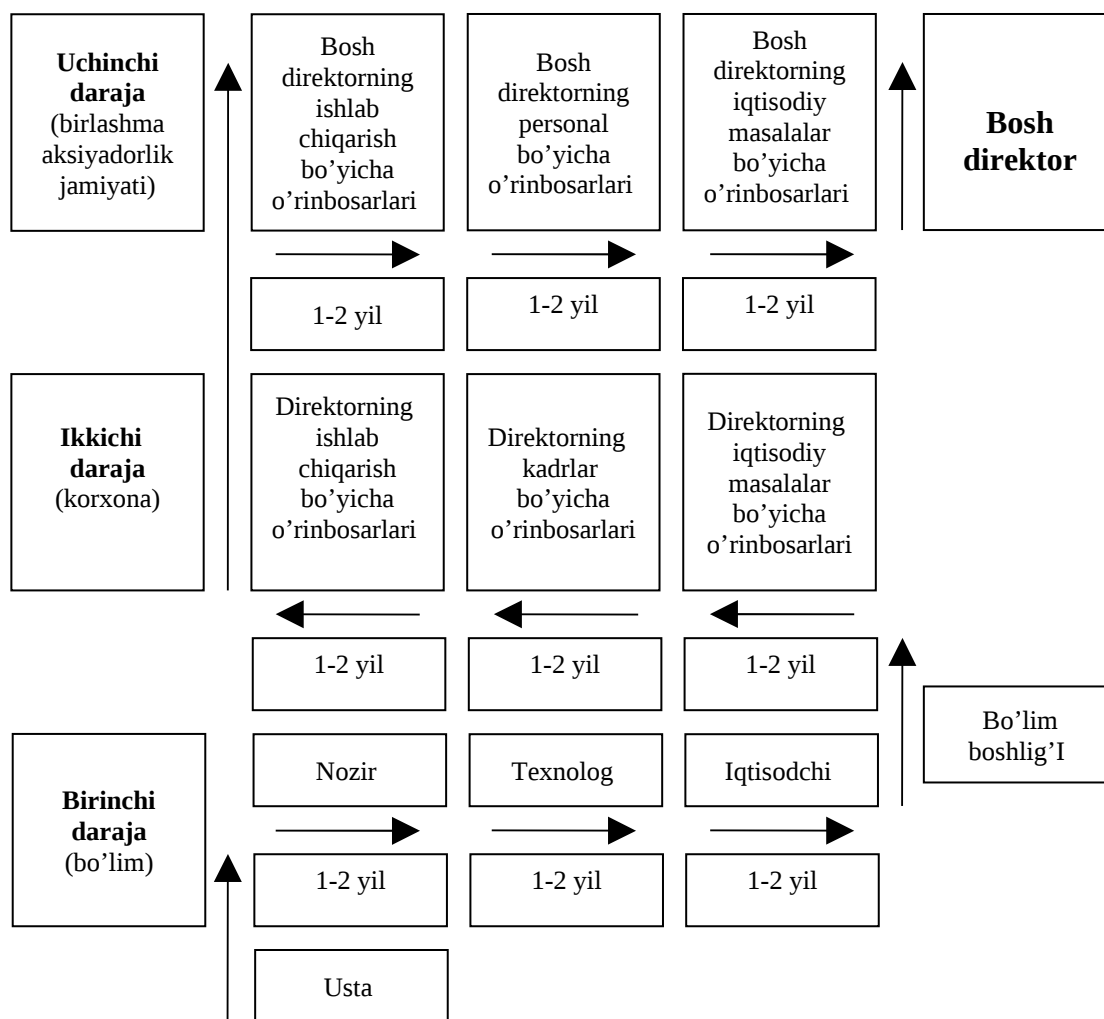 Uchinchi
daraja
(birlashma
aksiyadorlik
jamiyati)
Bosh
direktorning
ishlab
chiqarish
bo’yicha
o’rinbosarlari
Bosh
direktorning
personal
bo’yicha
o’rinbosarlari
Bosh
direktorning
iqtisodiy
masalalar
bo’yicha
o’rinbosarlari
Bosh
direktor
1-2 yil
1-2 yil
1-2 yil
Ikkichi
daraja
(korxona)
Direktorning
ishlab
chiqarish
bo’yicha
o’rinbosarlari
Direktorning
kadrlar
bo’yicha
o’rinbosarlari
Direktorning
iqtisodiy
masalalar
bo’yicha
o’rinbosarlari
1-2 yil
1-2 yil
1-2 yil
Bo’lim
boshlig’I
Birinchi
daraja
(bo’lim)
Nozir
Texnolog
Iqtisodchi
1-2 yil
1-2 yil
1-2 yil
Usta